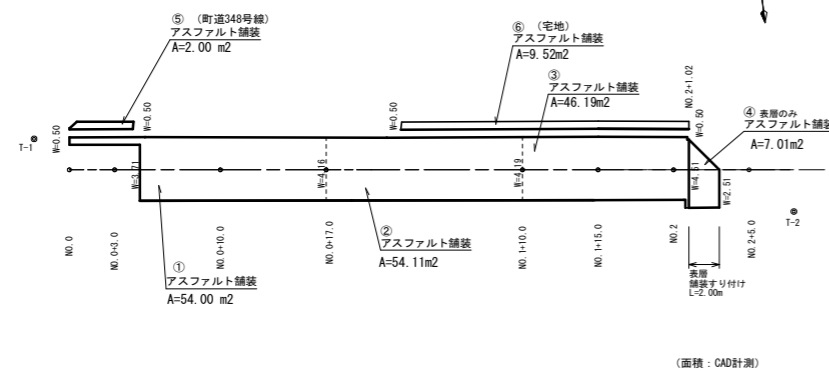 ⑤ （町道348号線）
アスファルト舗装
A=2.00 m2
⑥ （宅地）
アスファルト舗装
A=9.52m2
③
アスファルト舗装
A=46.19m2
④ 表層のみ
アスファルト舗装
A=7.01m2
NO.2+1.02
W=0.50
W=0.50
W=0.50
W=0.50
T-1
W=3.71
W=4.16
W=4.19
W=4.51
W=2.51
T-2
NO.0
NO.0+3.0
NO.0+10.0
NO.0+17.0
NO.1+10.0
NO.1+15.0
NO.2
NO.2+5.0
①
アスファルト舗装
A=54.00 m2
②
アスファルト舗装
A=54.11m2
表層
舗装すり付け
L=2.00m
（面積：CAD計測）